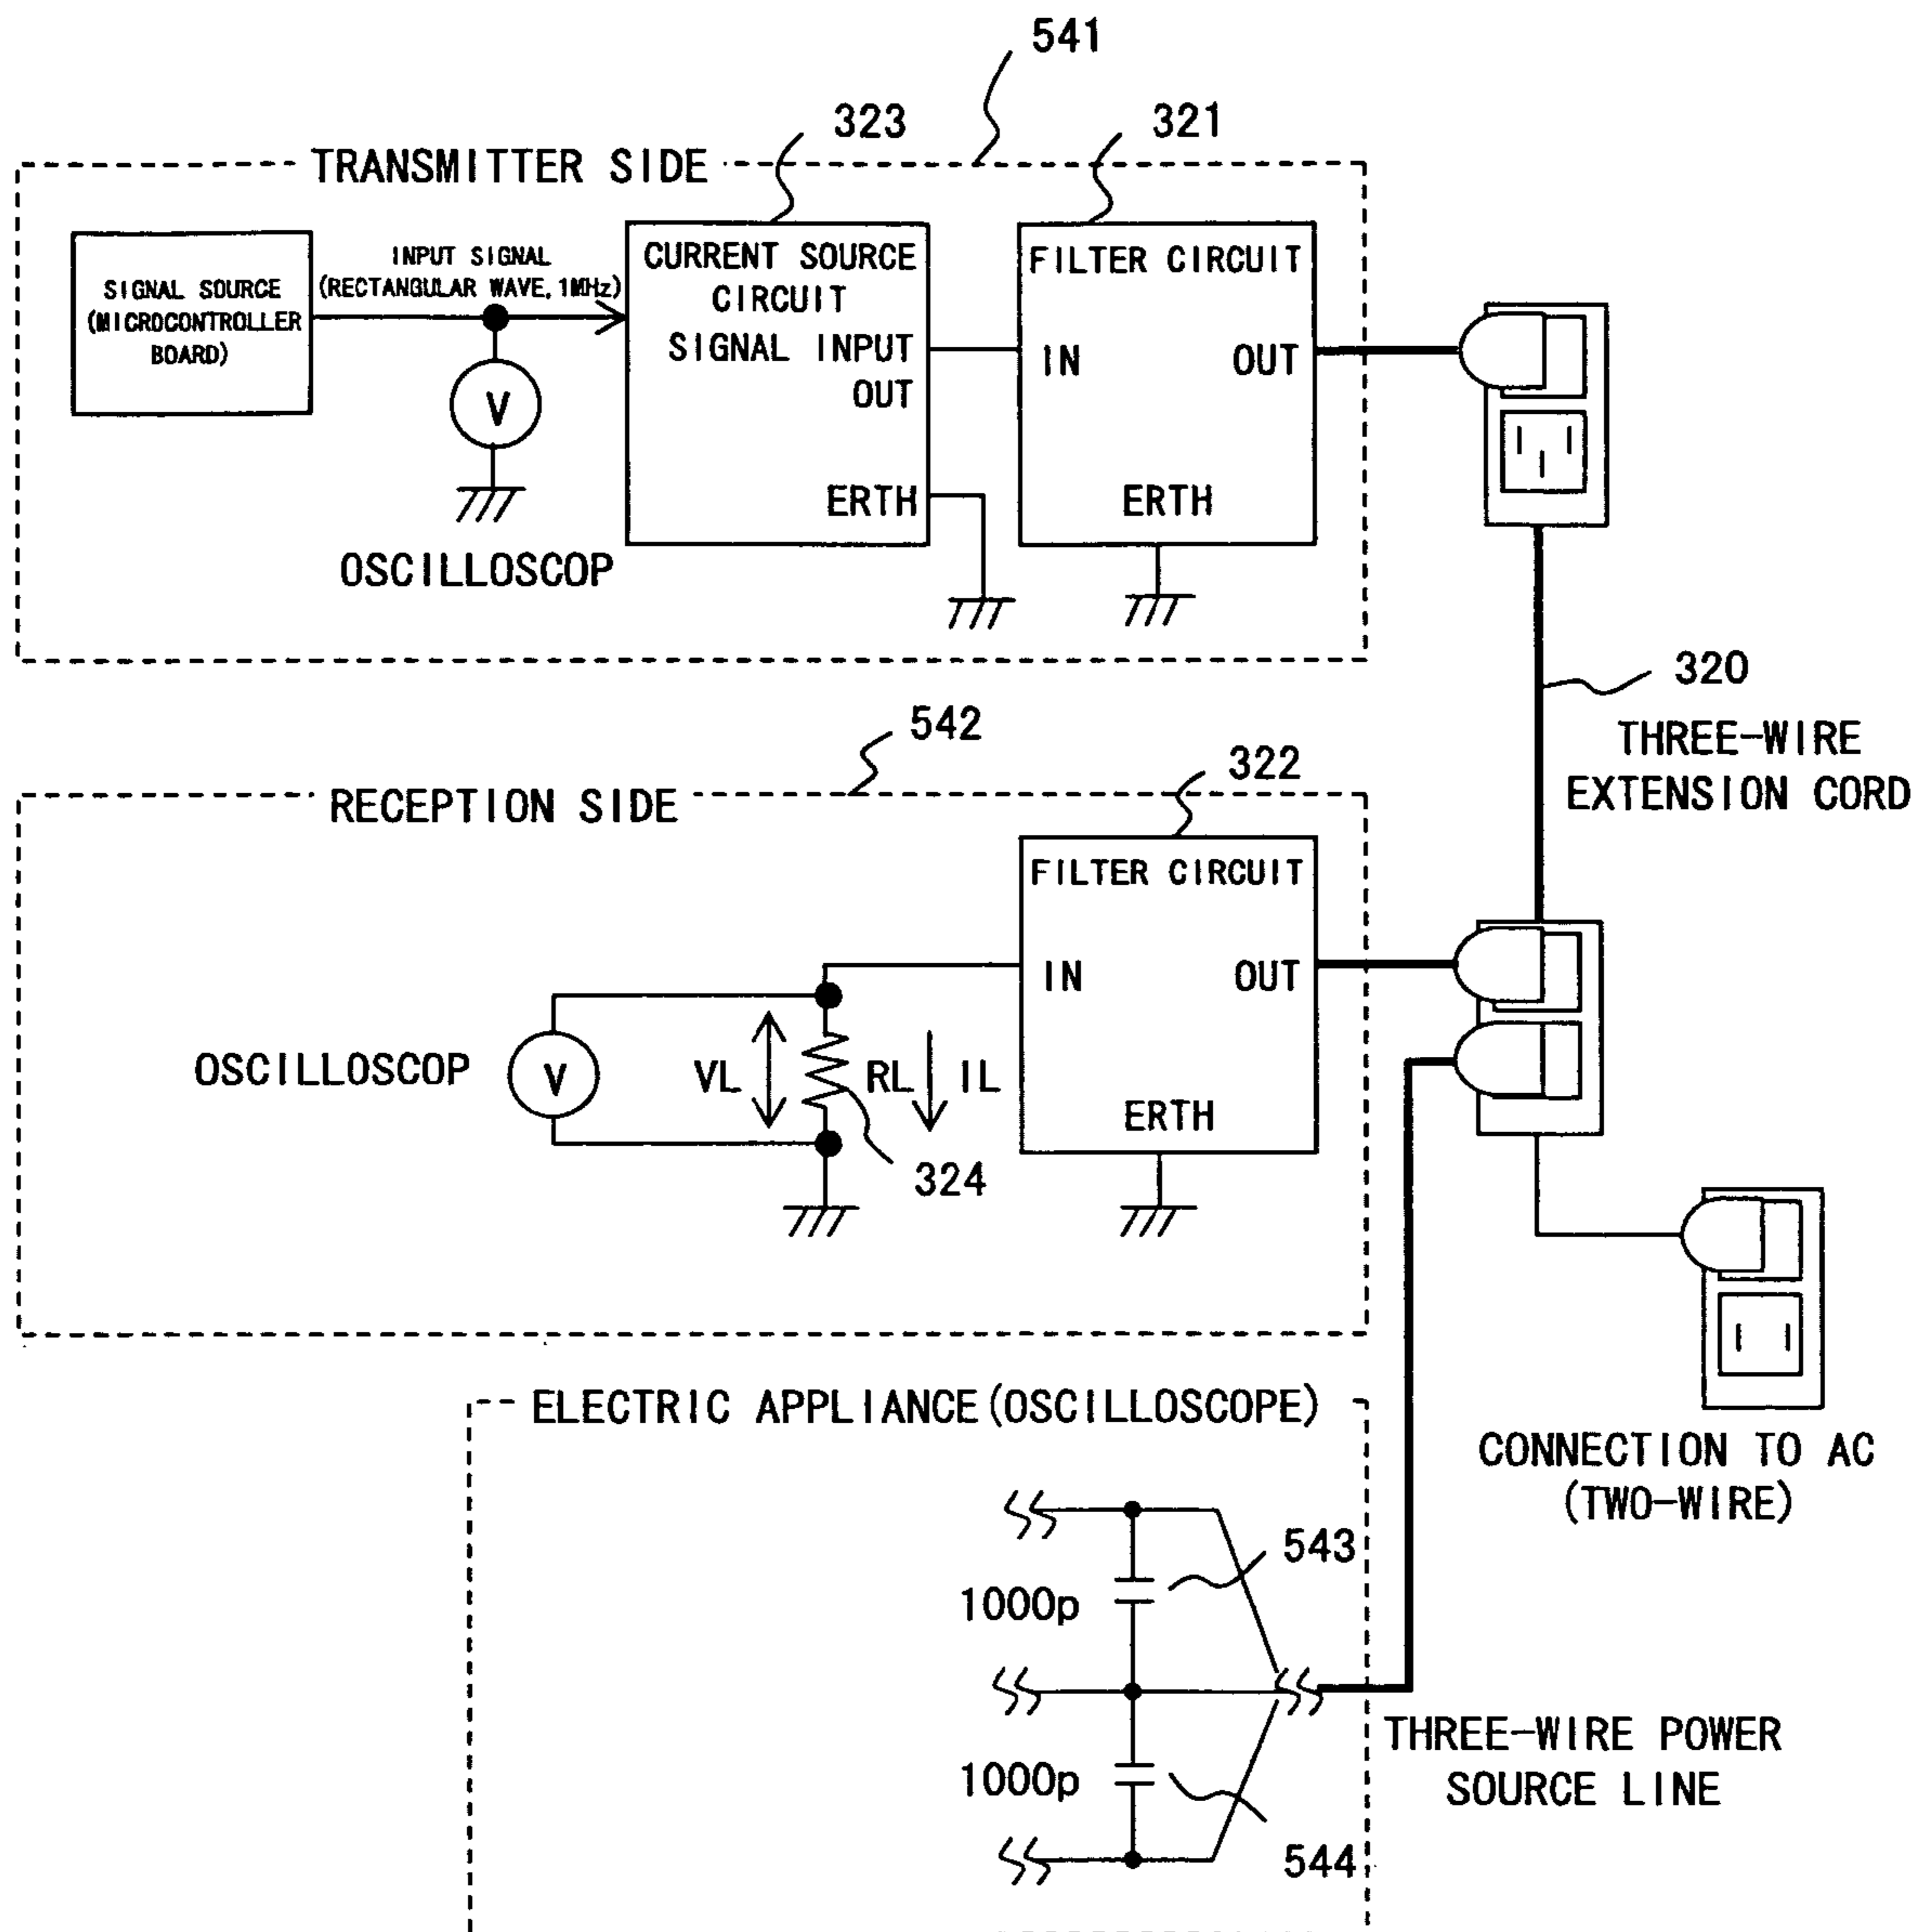 541
323
321
TRANSMITTER SIDE
SIGNAL SOURCE
(MICROCONTROLLER
BOARD)
INPUT SIGNAL
(RECTANGULAR WAVE, 1MHz)
V
OSCILLOSCOP
CURRENT SOURCE
CIRCUIT
SIGNAL INPUT
OUT
ERTH
FILTER CIRCUIT
IN
OUT
ERTH
320
THREE-WIRE
EXTENSION CORD
542
322
RECEPTION SIDE
FILTER CIRCUIT
IN
OUT
ERTH
OSCILLOSCOP
V
VL
RL
IL
324
CONNECTION TO AC
(TWO-WIRE)
ELECTRIC APPLIANCE(OSCILLOSCOPE)
543
1000p
1000p
544
THREE-WIRE POWER
SOURCE LINE